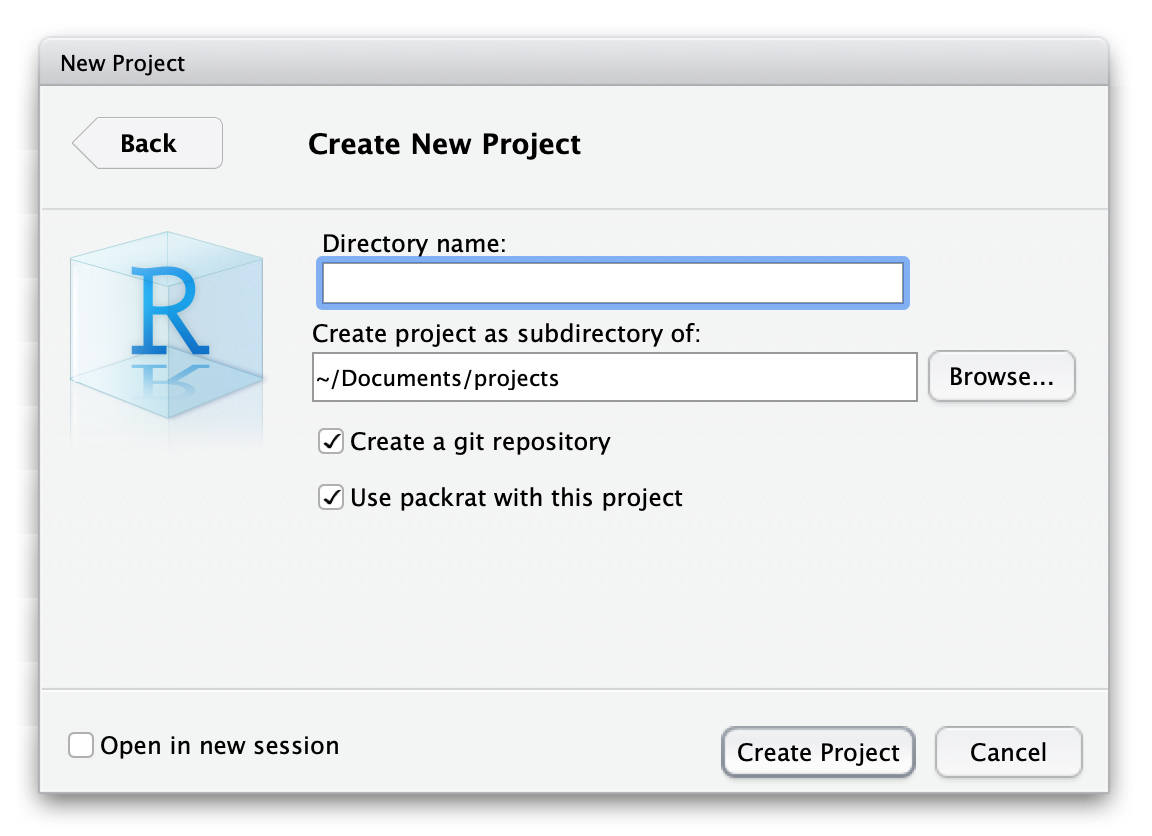 New Project
Back
Create New Project
R
Directory name:
Create project as subdirectory of:
~/Documents/projects
Browse...
Create a git repository
Use packrat with this project
Open in new session
Create Project
Cancel